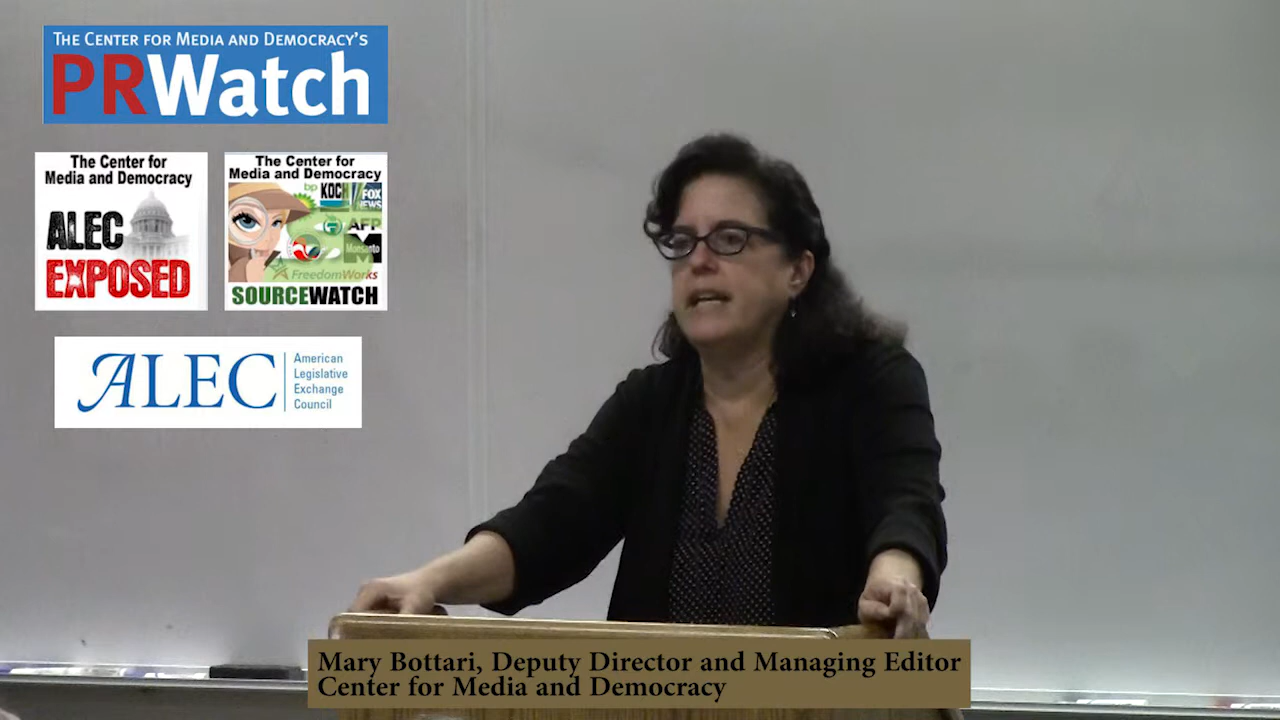 THE CENTER FOR MEDIA AND DEMOCRACY'S
PRWatch
The Center for
Media and Democracy
ALEC
EXPOSED
The Center for
Media and Democracy
bp
KOCH
FOX
NEWS
AFP
Monsanto
FreedomWorks
SOURCEWATCH
ALEC
American
Legislative
Exchange
Council
Mary Bottari, Deputy Director and Managing Editor
Center for Media and Democracy